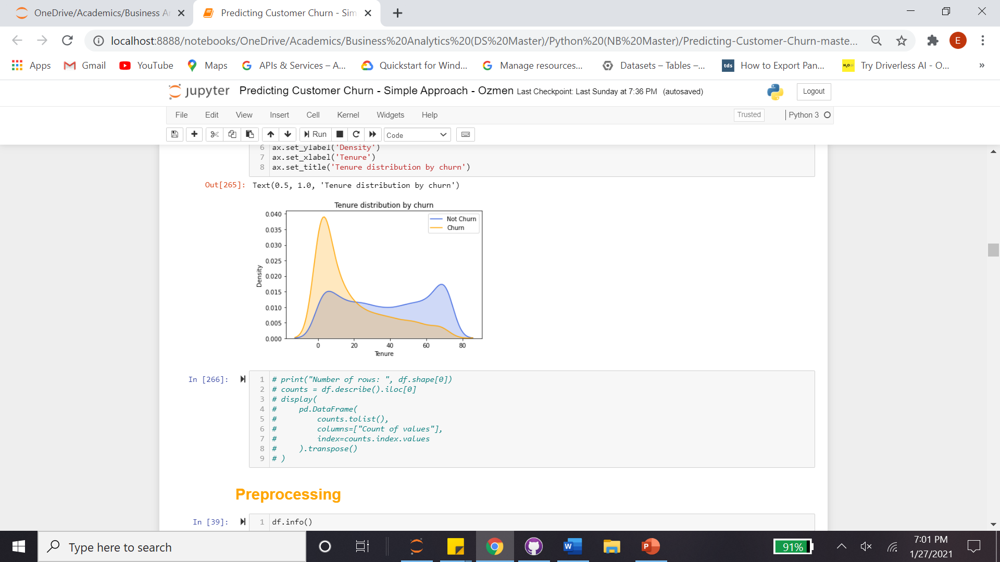 OneDrive/Academics/Business Ar
Predicting Customer Churn - Sim
localhost:8888/notebooks/OneDrive/Academics/Business%20Analytics%20(DS%20Master)/Python%20(NB%20Master)/Predicting-Customer-Churn-maste...
E
Apps
Gmail
YouTube
Maps
APIs & Services – A...
Quickstart for Wind...
Manage resources...
Datasets – Tables –...
tds
How to Export Pan...
H2O.ai
Try Driverless AI - O...
»
jupyter Predicting Customer Churn - Simple Approach - Ozmen Last Checkpoint: Last Sunday at 7:36 PM (autosaved)
Logout
File Edit View Insert Cell Kernel Widgets Help
Trusted
Python 3
Run
Code
6 ax.set_ylabel('Density')
7 ax.set_xlabel('Tenure')
8 ax.set_title('Tenure distribution by churn')
Out[265]: Text(0.5, 1.0, 'Tenure distribution by churn')
Tenure distribution by churn
Not Churn
Churn
0.040
0.035
0.030
0.025
0.020
0.015
0.010
0.005
0.000
Density
0 20 40 60 80
Tenure
In [266]:
1 # print("Number of rows: ", df.shape[0])
2 # counts = df.describe().iloc[0]
3 # display(
4 #     pd.DataFrame(
5 #         counts.tolist(),
6 #         columns=["Count of values"],
7 #         index=counts.index.values
8 #     ).transpose()
9 # )
Preprocessing
In [39]:
1 df.info()
Type here to search
W
P
91%
7:01 PM
1/27/2021